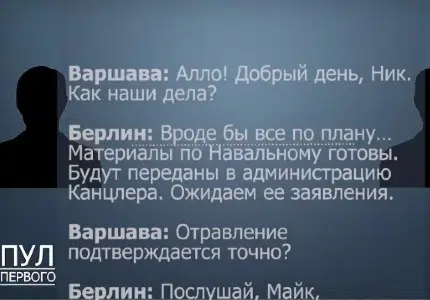 Варшава: Алло! Добрый день, Ник.
Как наши дела?
Берлин: Вроде бы все по плану...
Материалы по Навальному готовы.
Будут переданы в администрацию
Канцлера. Ожидаем ее заявления.
Варшава: Отравление
подтверждается точно?
Берлин: Послушай, Майк,
ПУЛ
ПЕРВОГО